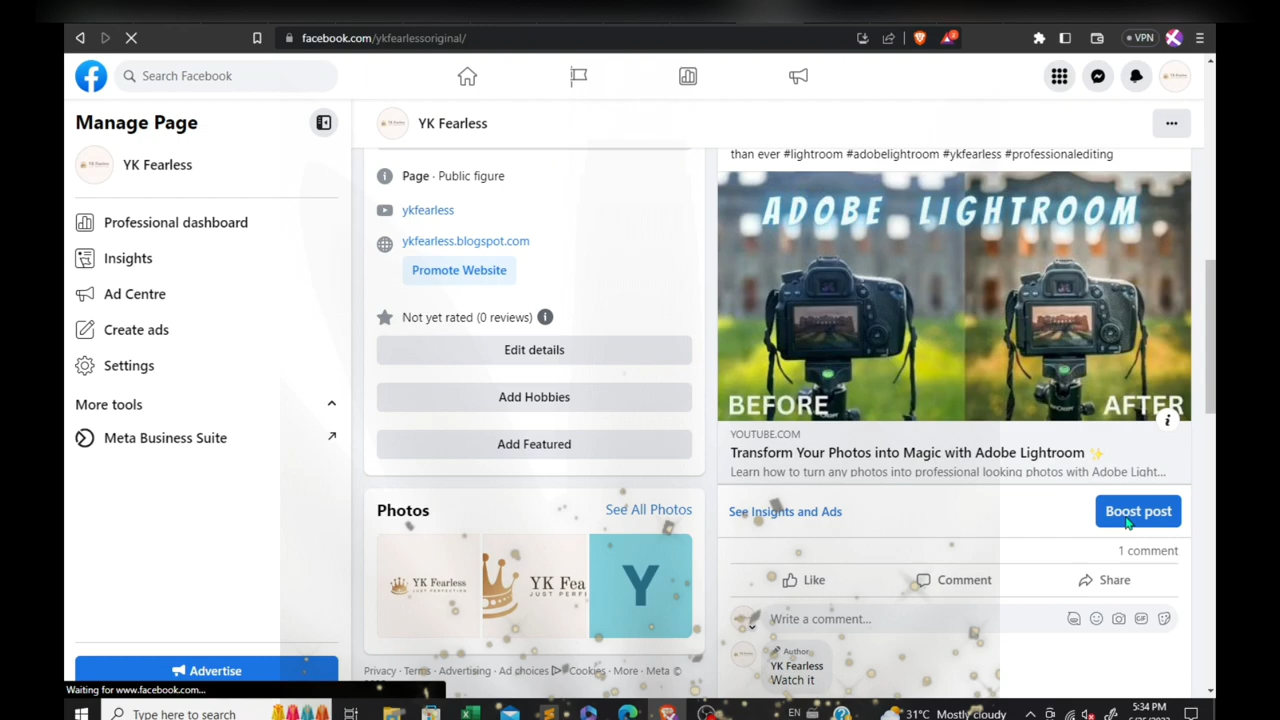 facebook.com/ykfearlessoriginal/
VPN
Search Facebook
Manage Page
YK Fearless
Professional dashboard
Insights
Ad Centre
Create ads
Settings
More tools
Meta Business Suite
Advertise
Waiting for www.facebook.com...
YK Fearless
Page · Public figure
ykfearless
ykfearless.blogspot.com
Promote Website
Not yet rated (0 reviews)
Edit details
Add Hobbies
Add Featured
Photos
See All Photos
YK Fearless
YK Fea
JUST PERF
Y
Privacy · Terms · Advertising · Ad choices · Cookies · More · Meta ©
than ever #lightroom #adobelightroom #ykfearless #professionalediting
ADOBE LIGHTROOM
BEFORE
AFTER
YOUTUBE.COM
Transform Your Photos into Magic with Adobe Lightroom ✨
Learn how to turn any photos into professional looking photos with Adobe Light...
See Insights and Ads
Boost post
1 comment
Like
Comment
Share
Write a comment...
Author
YK Fearless
Watch it
Type here to search
EN
31°C Mostly cloudy
5:34 PM